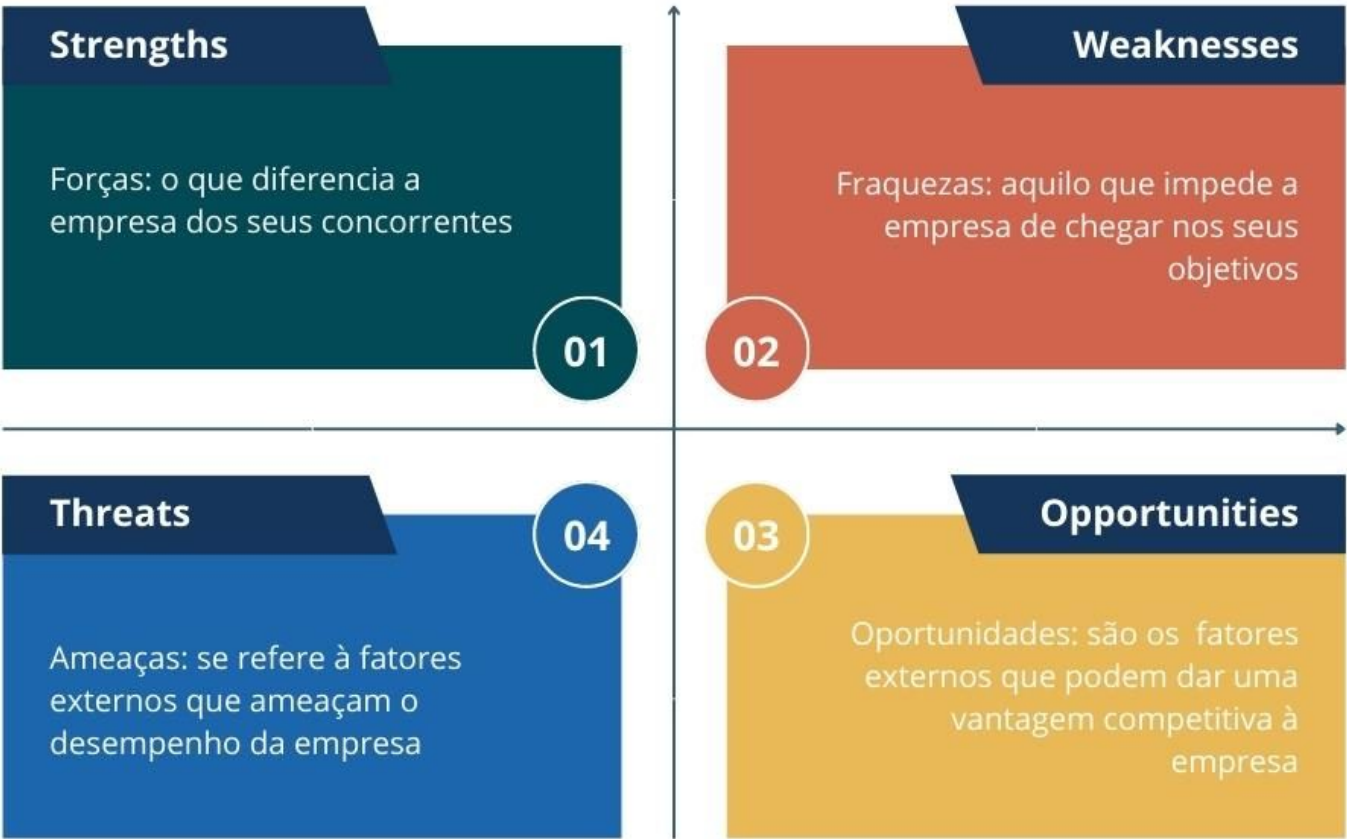 Strengths
Forças: o que diferencia a
empresa dos seus concorrentes
01
Weaknesses
Fraquezas: aquilo que impede a
empresa de chegar nos seus
objetivos
02
Threats
04
Ameaças: se refere à fatores
externos que ameaçam o
desempenho da empresa
Opportunities
03
Oportunidades: são os  fatores
externos que podem dar uma
vantagem competitiva à
empresa